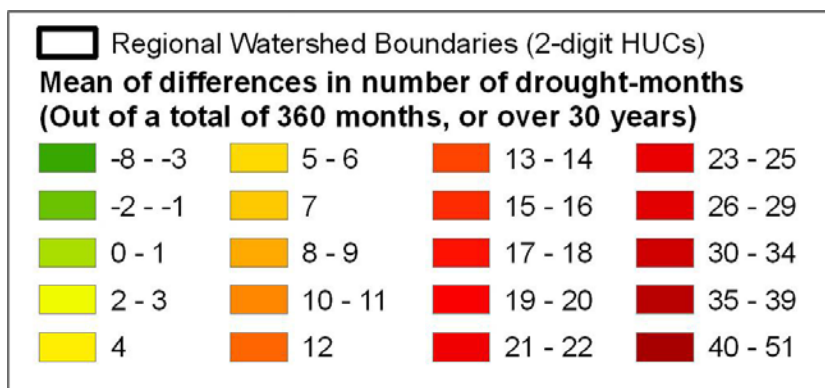 Regional Watershed Boundaries (2-digit HUCs)
Mean of differences in number of drought-months
(Out of a total of 360 months, or over 30 years)
-8 - -3
-2 - -1
0 - 1
2 - 3
4
5 - 6
7
8 - 9
10 - 11
12
13 - 14
15 - 16
17 - 18
19 - 20
21 - 22
23 - 25
26 - 29
30 - 34
35 - 39
40 - 51